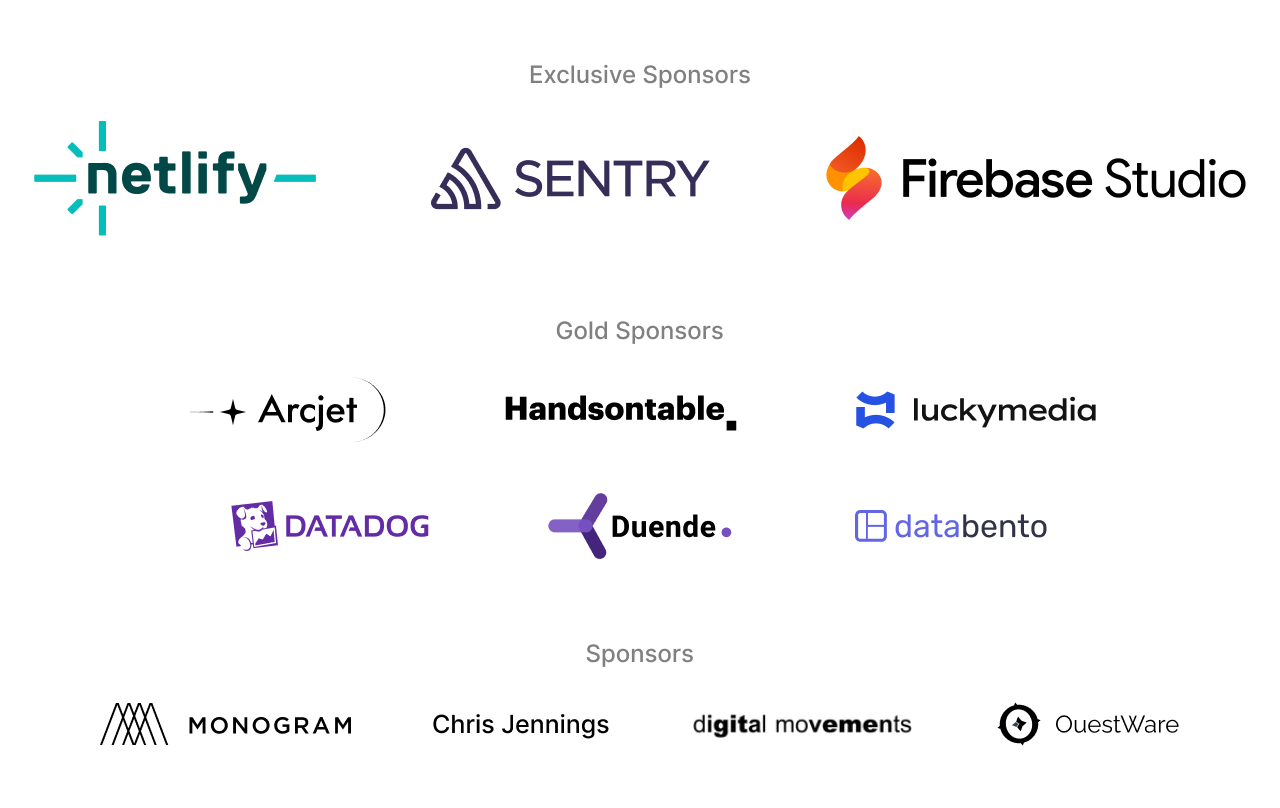 Exclusive Sponsors
netlify
SENTRY
Firebase Studio
Gold Sponsors
Arcjet
Handsontable.
luckymedia
DATADOG
Duende.
databento
Sponsors
MONOGRAM
Chris Jennings
digital movements
OuestWare